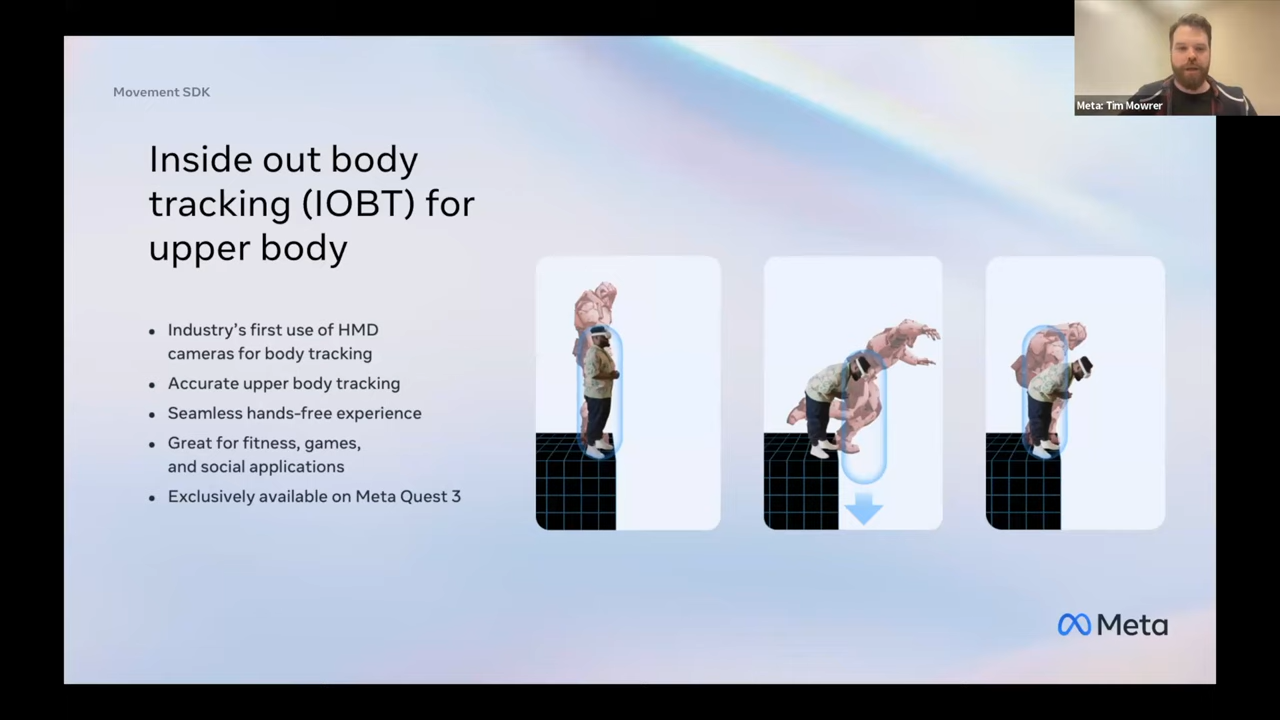 Movement SDK
Inside out body
tracking (IOBT) for
upper body
• Industry's first use of HMD
cameras for body tracking
• Accurate upper body tracking
• Seamless hands-free experience
• Great for fitness, games,
and social applications
• Exclusively available on Meta Quest 3
Meta: Tim Mowrer
Meta